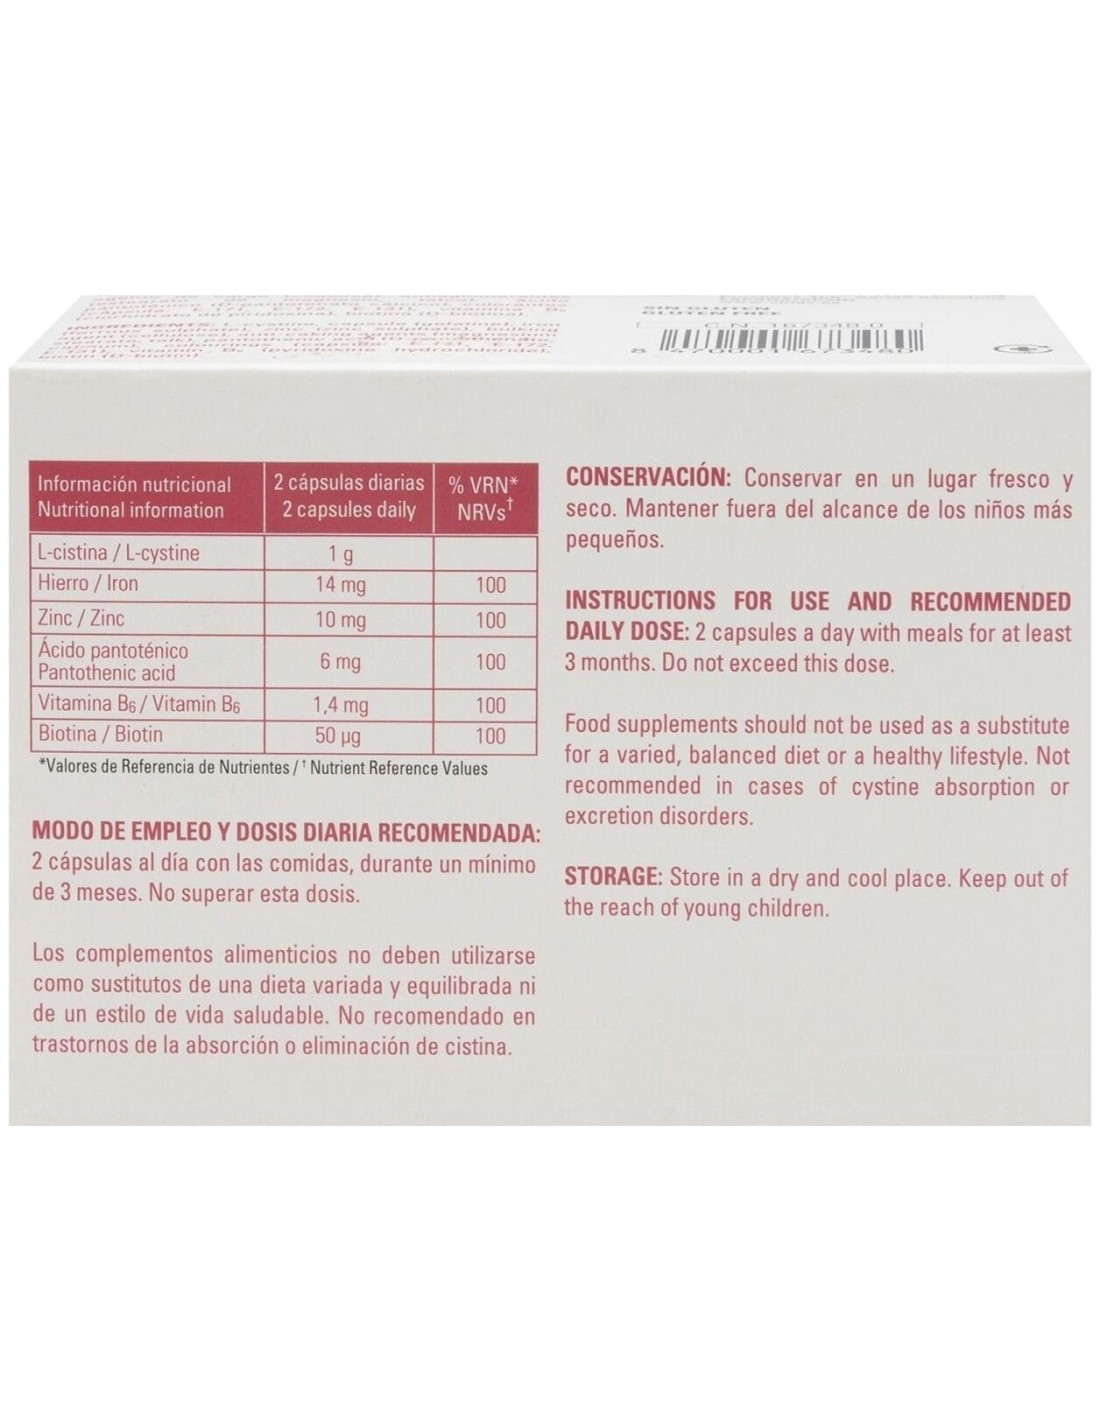 SIN GLUTEN
GLUTEN FREE
C.N. 167348.0
8 470001 673480
Información nutricional
Nutritional information
2 cápsulas diarias
2 capsules daily
% VRN*
NRVs†
L-cistina / L-cystine 1 g
Hierro / Iron 14 mg 100
Zinc / Zinc 10 mg 100
Ácido pantoténico
Pantothenic acid 6 mg 100
Vitamina B6 / Vitamin B6 1,4 mg 100
Biotina / Biotin 50 µg 100
*Valores de Referencia de Nutrientes / † Nutrient Reference Values
MODO DE EMPLEO Y DOSIS DIARIA RECOMENDADA:
2 cápsulas al día con las comidas, durante un mínimo
de 3 meses. No superar esta dosis.
Los complementos alimenticios no deben utilizarse
como sustitutos de una dieta variada y equilibrada ni
de un estilo de vida saludable. No recomendado en
trastornos de la absorción o eliminación de cistina.
CONSERVACIÓN: Conservar en un lugar fresco y
seco. Mantener fuera del alcance de los niños más
pequeños.
INSTRUCTIONS FOR USE AND RECOMMENDED
DAILY DOSE: 2 capsules a day with meals for at least
3 months. Do not exceed this dose.
Food supplements should not be used as a substitute
for a varied, balanced diet or a healthy lifestyle. Not
recommended in cases of cystine absorption or
excretion disorders.
STORAGE: Store in a dry and cool place. Keep out of
the reach of young children.